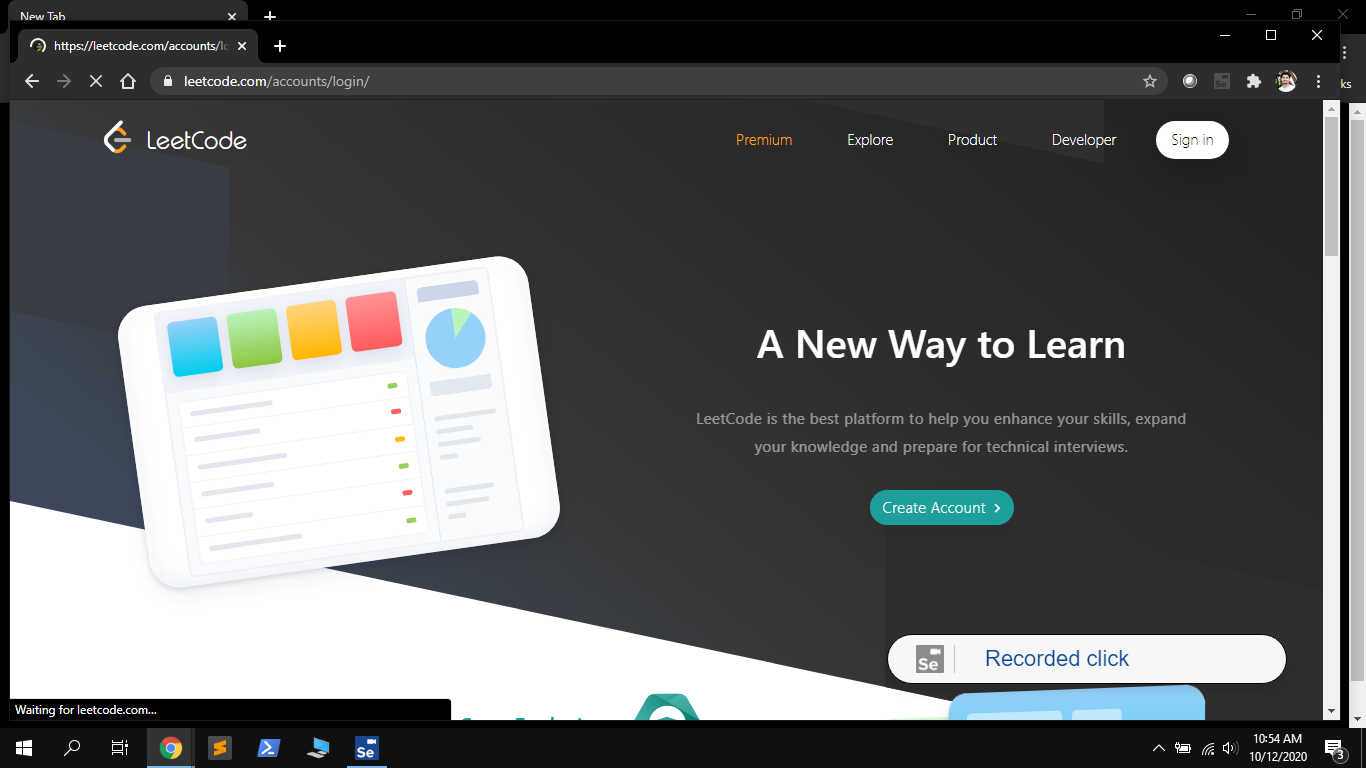 New Tab
https://leetcode.com/accounts/lo
leetcode.com/accounts/login/
Se
ks
LeetCode
Premium
Explore
Product
Developer
Sign in
A New Way to Learn
LeetCode is the best platform to help you enhance your skills, expand
your knowledge and prepare for technical interviews.
Create Account
Se
Recorded click
Waiting for leetcode.com...
Se
10:54 AM
10/12/2020
3